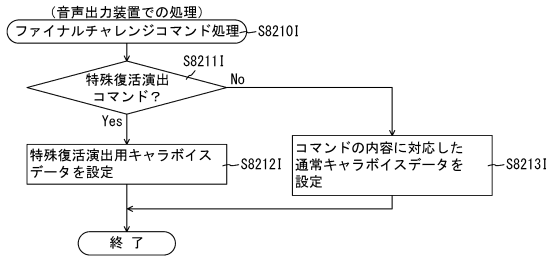 （音声出力装置での処理）
ファイナルチャレンジコマンド処理
S8210I
S8211I
特殊復活演出
コマンド？
No
Yes
特殊復活演出用キャラボイス
データを設定
S8212I
コマンドの内容に対応した
通常キャラボイスデータを
設定
S8213I
終 了